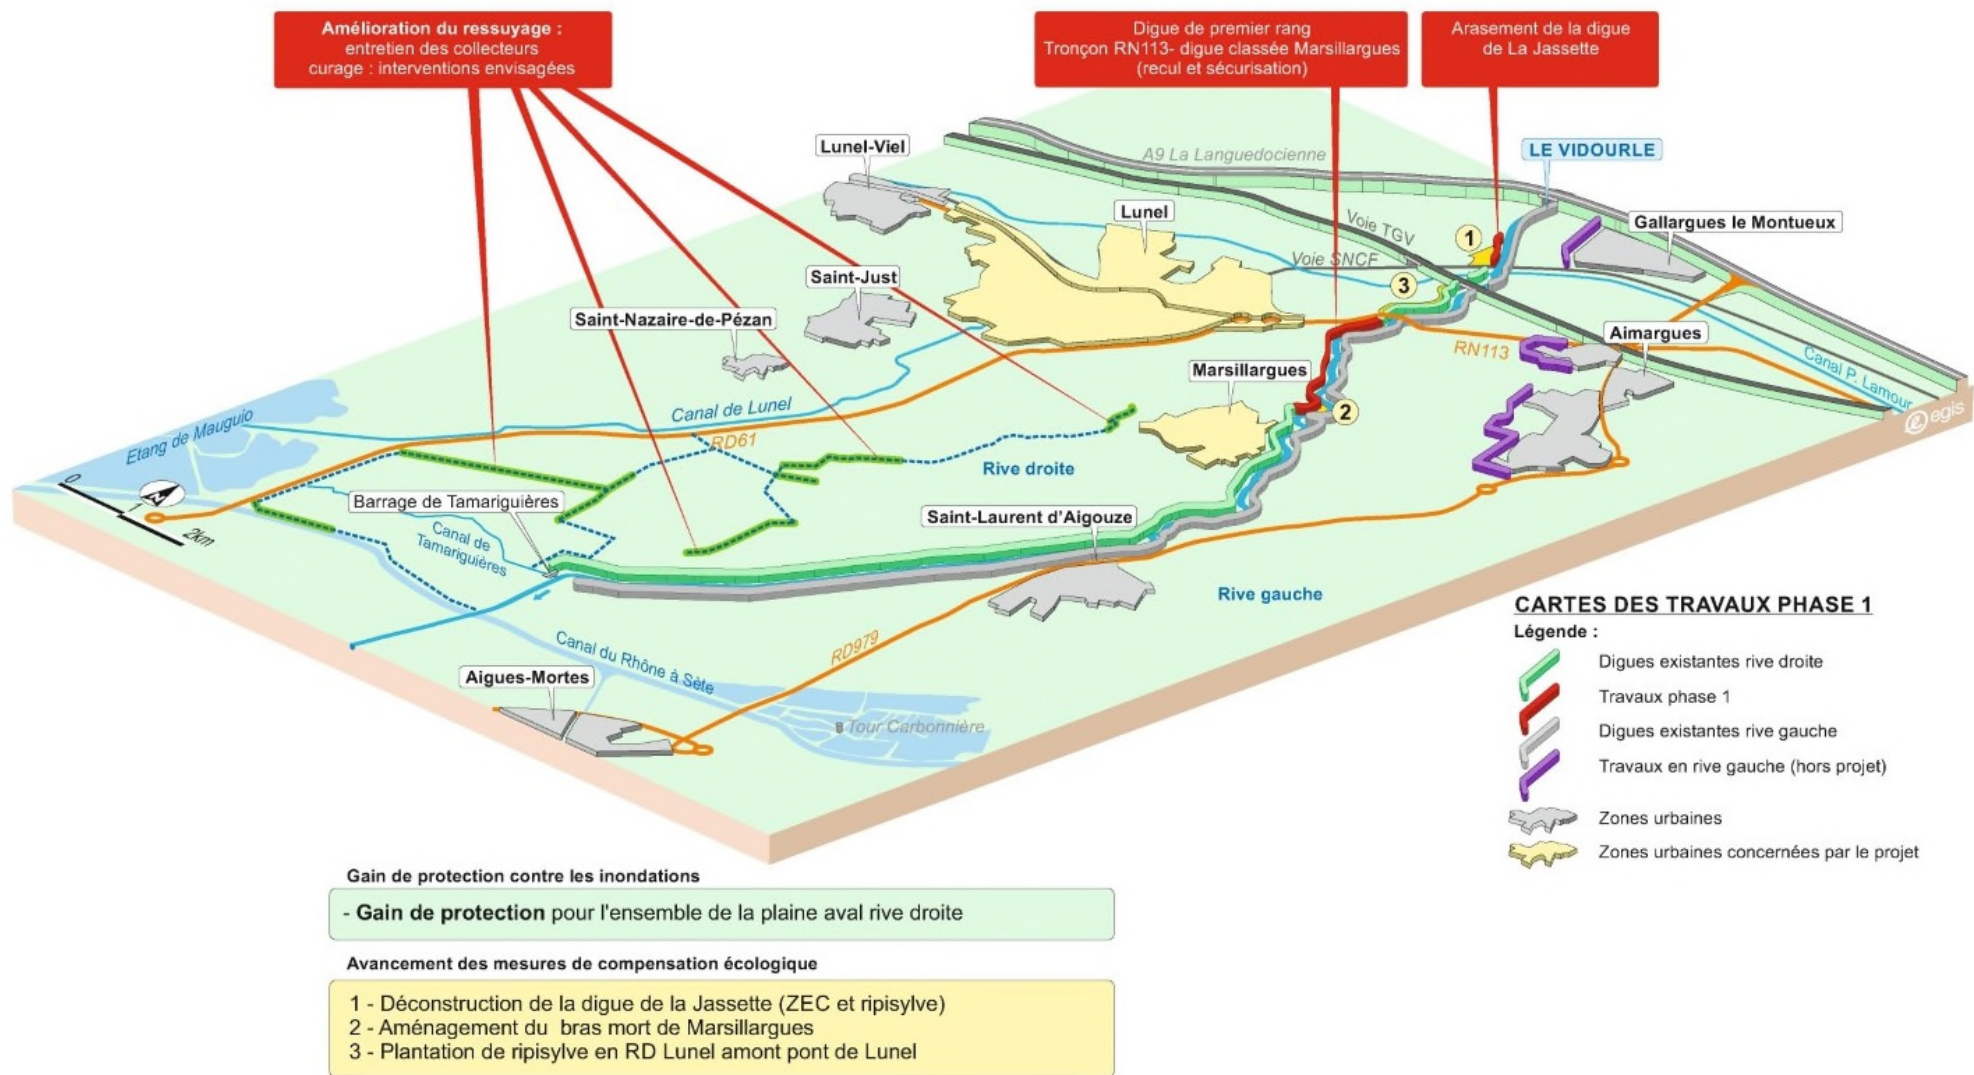 Amélioration du ressuyage :
entretien des collecteurs
curage : interventions envisagées
Digue de premier rang
Tronçon RN113- digue classée Marsillargues
(recul et sécurisation)
Arasement de la digue
de La Jassette
Lunel-Viel
A9 La Languedocienne
LE VIDOURLE
Lunel
Voie TGV
1
Gallargues le Montueux
Voie SNCF
Saint-Just
3
Saint-Nazaire-de-Pézan
Aimargues
RN113
Marsillargues
Canal P. Lamour
2
egis
Canal de Lunel
Etang de Mauguio
RD61
Rive droite
0
N
2km
Barrage de Tamariguières
Canal de
Tamariguières
Saint-Laurent d'Aigouze
Rive gauche
Canal du Rhône à Sète
RD979
Aigues-Mortes
Tour Carbonnière
CARTES DES TRAVAUX PHASE 1
Légende :
Digues existantes rive droite
Travaux phase 1
Digues existantes rive gauche
Travaux en rive gauche (hors projet)
Zones urbaines
Zones urbaines concernées par le projet
Gain de protection contre les inondations
- Gain de protection pour l'ensemble de la plaine aval rive droite
Avancement des mesures de compensation écologique
1 - Déconstruction de la digue de la Jassette (ZEC et ripisylve)
2 - Aménagement du bras mort de Marsillargues
3 - Plantation de ripisylve en RD Lunel amont pont de Lunel